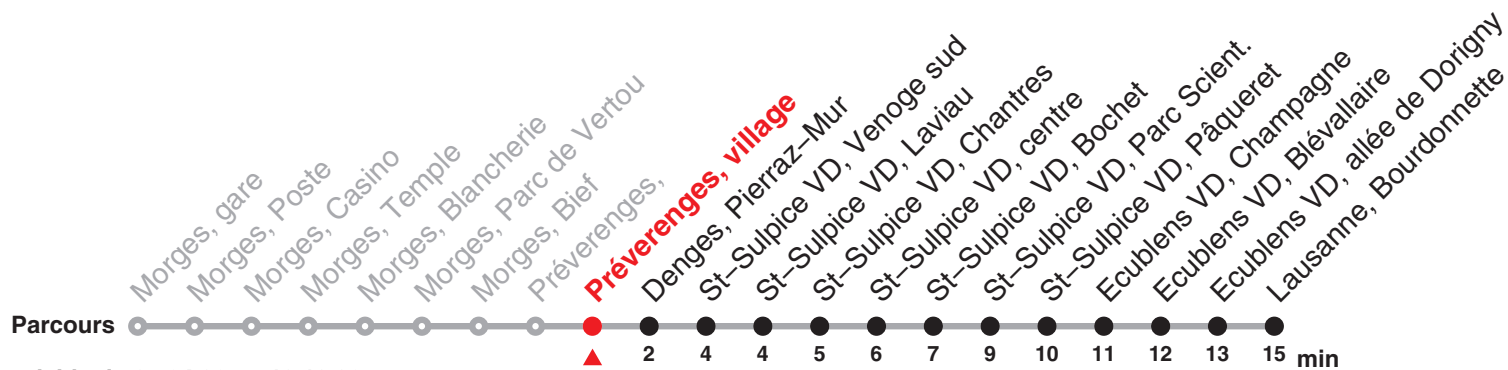 Morges, gare
Morges, Poste
Morges, Casino
Morges, Temple
Morges, Blancherie
Morges, Parc de Vertou
Morges, Bief
Préverenges,
Préverenges, village
Denges, Pierraz–Mur
St–Sulpice VD, Venoge sud
St–Sulpice VD, Laviau
St–Sulpice VD, Chantres
St–Sulpice VD, centre
St–Sulpice VD, Bochet
St–Sulpice VD, Parc Scient.
St–Sulpice VD, Pâqueret
Ecublens VD, Champagne
Ecublens VD, Blévallaire
Ecublens VD, allée de Dorigny
Lausanne, Bourdonnette
Parcours
2 4 4 5 6 7 9 10 11 12 13 15 min